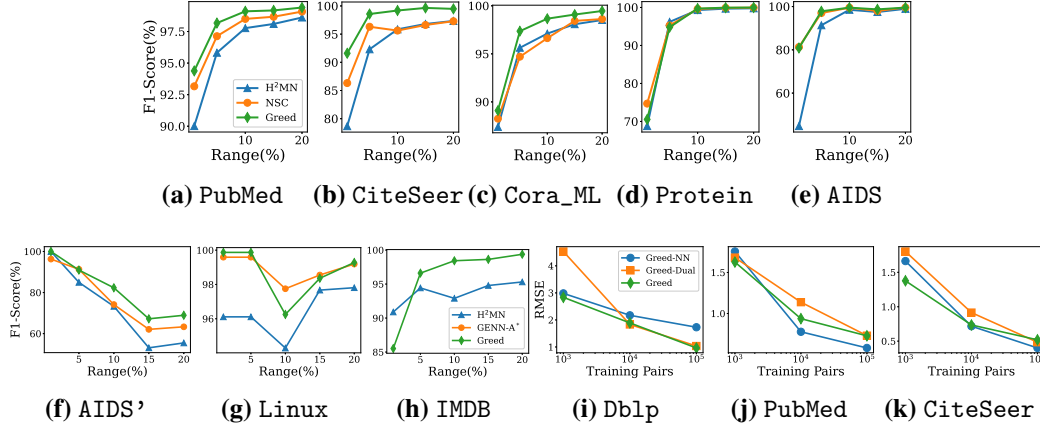 F1-Score(%)
97.5
95.0
92.5
90.0
H²MN
NSC
Greed
10
20
Range(%)
100
95
90
85
80
10
20
Range(%)
95
90
10
20
Range(%)
100
90
80
70
10
20
Range(%)
100
80
60
10
20
Range(%)
(a) PubMed (b) CiteSeer (c) Cora_ML (d) Protein (e) AIDS
F1-Score(%)
100
80
60
5
10
15
20
Range(%)
100
98
96
5
10
15
20
Range(%)
100
95
90
85
H²MN
GENN-A*
Greed
5
10
15
20
Range(%)
RMSE
4
3
2
1
Greed-NN
Greed-Dual
Greed
10³
10⁴
10⁵
Training Pairs
1.5
1.0
10³
10⁴
10⁵
Training Pairs
1.5
1.0
0.5
10³
10⁴
10⁵
Training Pairs
(f) AIDS’ (g) Linux (h) IMDB (i) Dblp (j) PubMed (k) CiteSeer